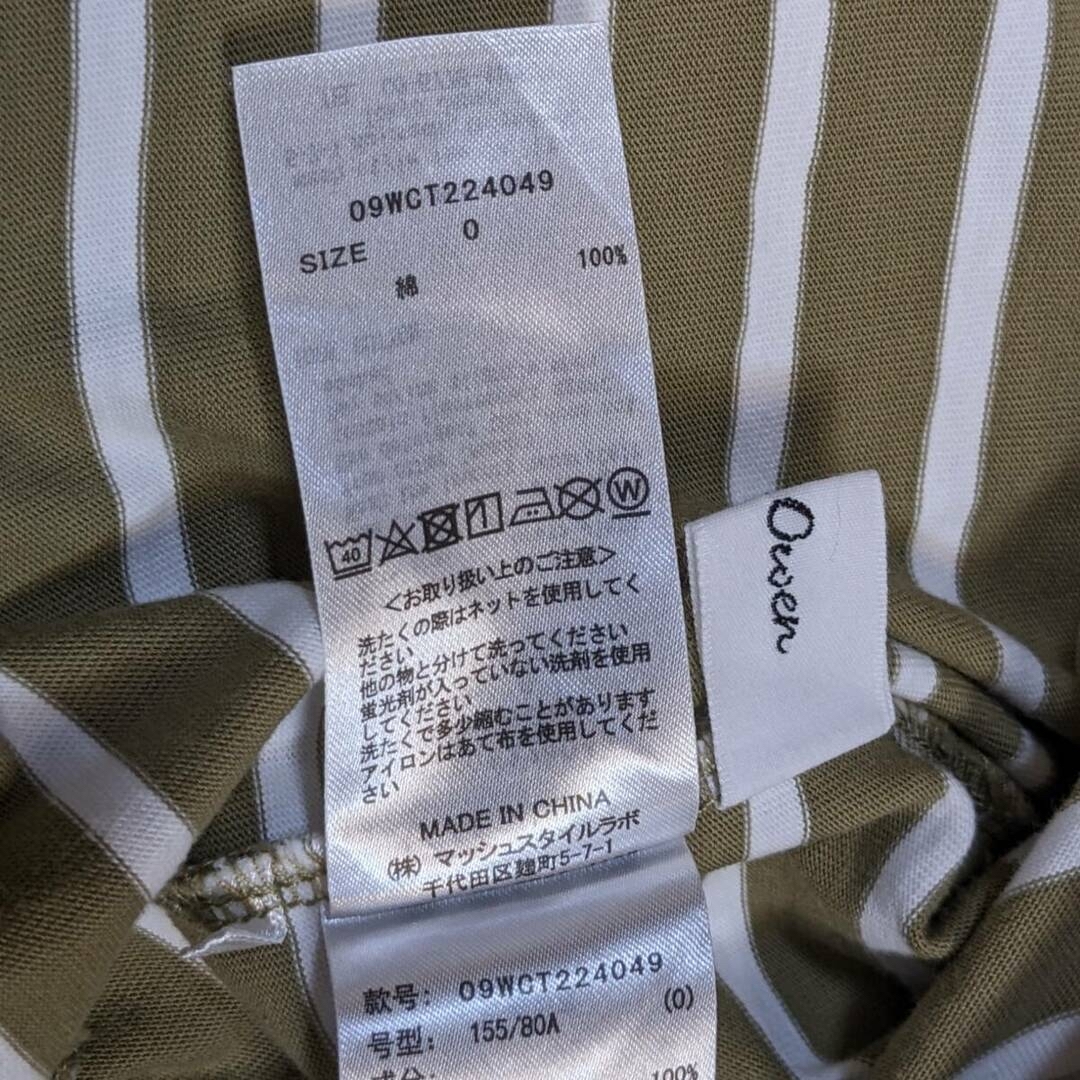 09WCT224049
SIZE 0
綿 100%
40
W
<お取り扱い上のご注意>
洗たくの際はネットを使用してく
ださい
他の物と分けて洗ってください
蛍光剤が入っていない洗剤を使用
してください
洗たくで多少縮むことがあります
アイロンはあて布を使用してくだ
さい
MADE IN CHINA
(株) マッシュスタイルラボ
千代田区麹町5-7-1
款号: 09WCT224049
号型: 155/80A (0)
成分: 100%
Owen